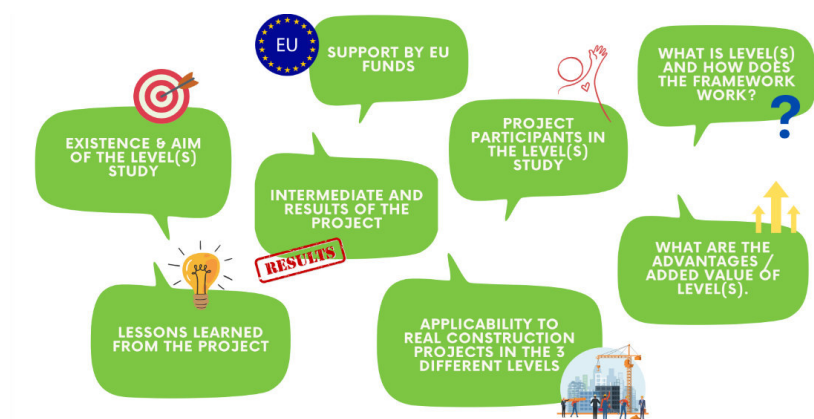 EU
SUPPORT BY EU
FUNDS
WHAT IS LEVEL(S)
AND HOW DOES
THE FRAMEWORK
WORK?
?
EXISTENCE & AIM
OF THE LEVEL(S)
STUDY
PROJECT
PARTICIPANTS IN
THE LEVEL(S)
STUDY
INTERMEDIATE AND
RESULTS OF THE
PROJECT
RESULTS
WHAT ARE THE
ADVANTAGES /
ADDED VALUE OF
LEVEL(S).
LESSONS LEARNED
FROM THE PROJECT
APPLICABILITY TO
REAL CONSTRUCTION
PROJECTS IN THE 3
DIFFERENT LEVELS